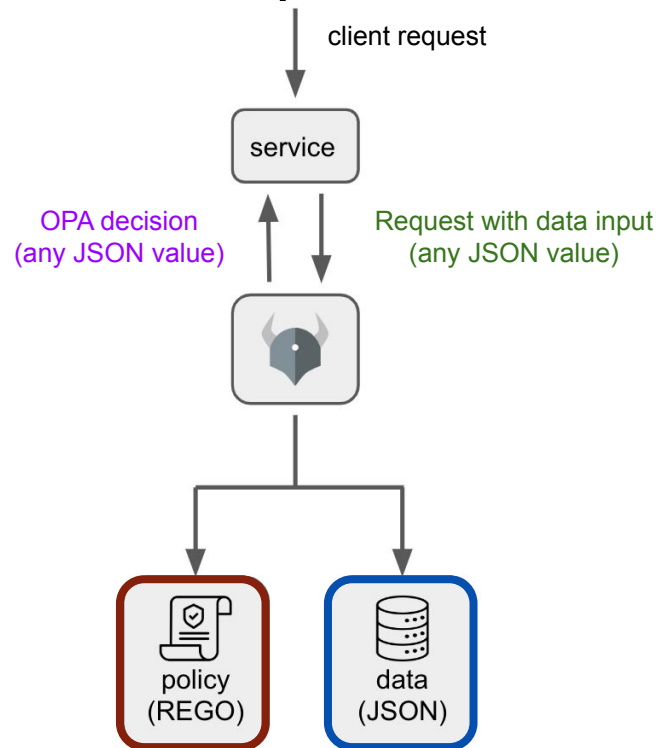 client request
service
OPA decision
(any JSON value)
Request with data input
(any JSON value)
policy
(REGO)
data
(JSON)